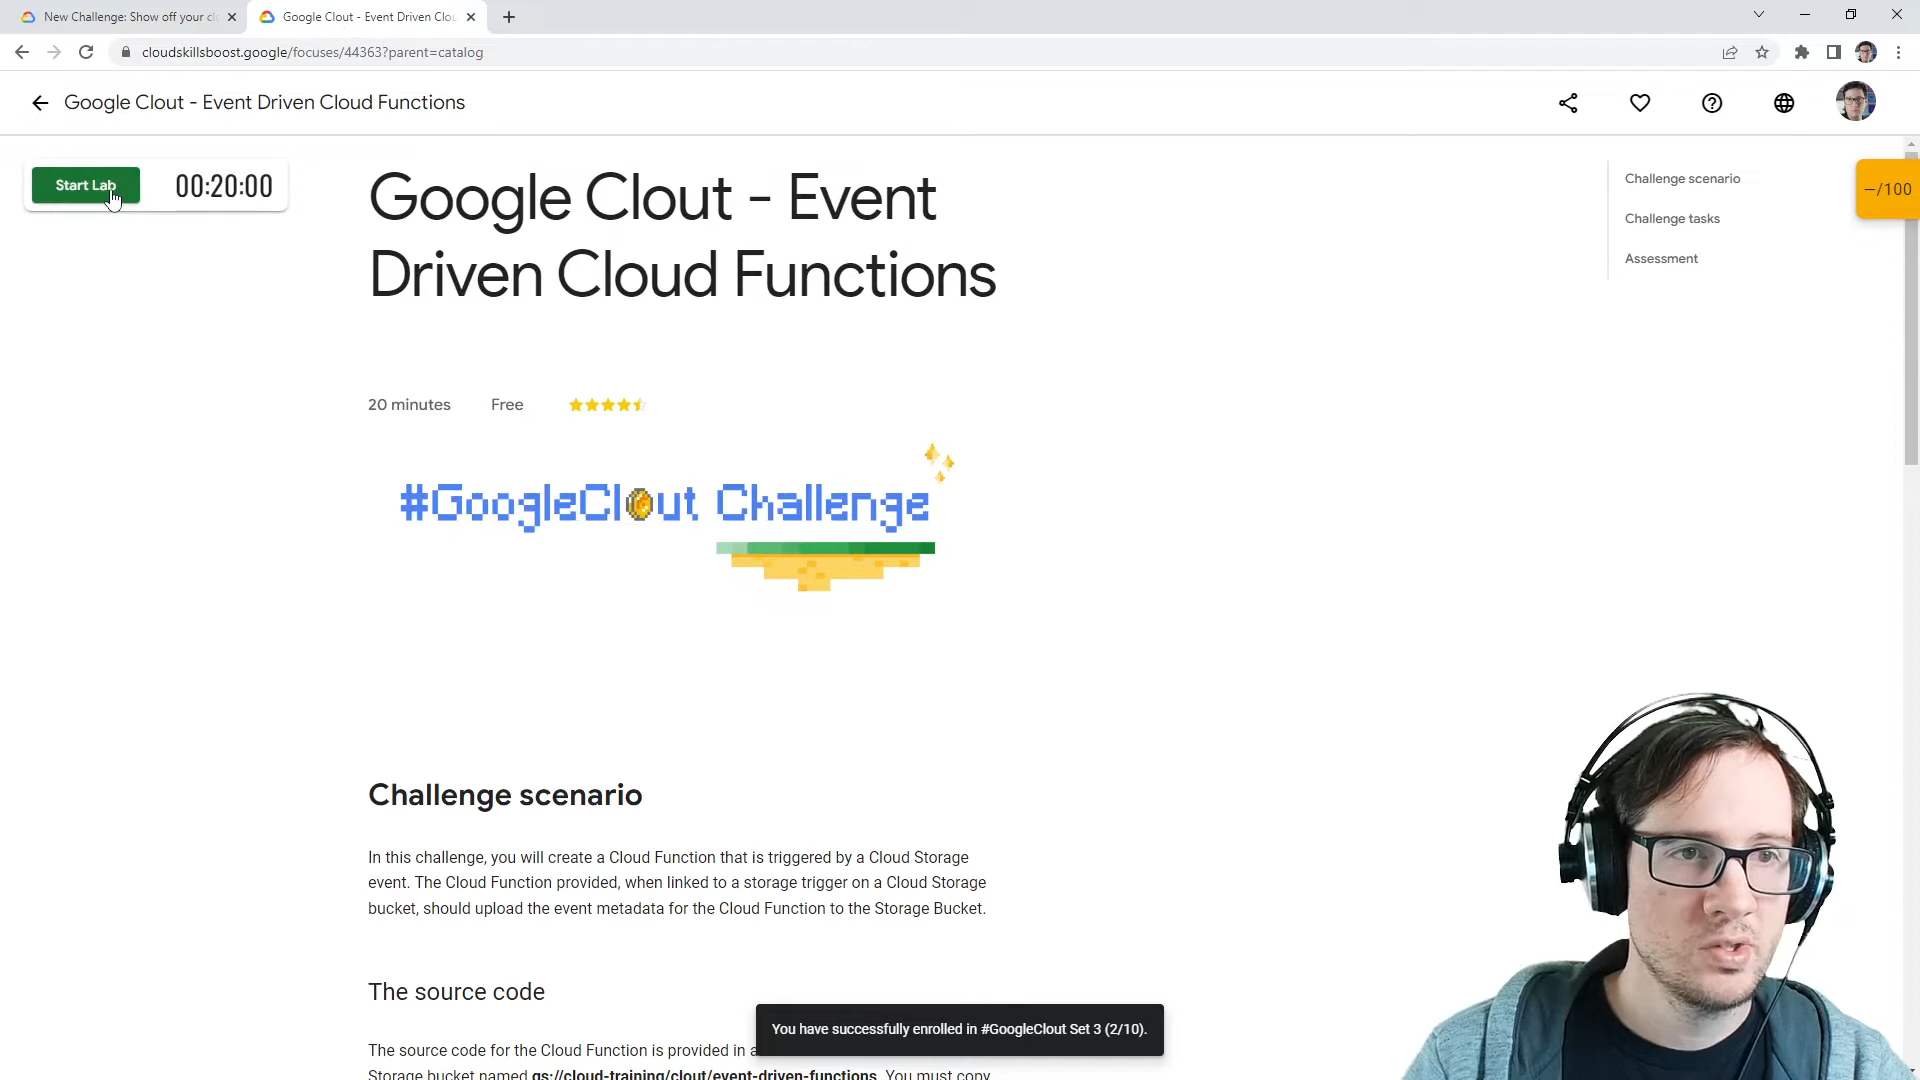 New Challenge: Show off your cl
Google Clout - Event Driven Clou
cloudskillsboost.google/focuses/44363?parent=catalog
Google Clout - Event Driven Cloud Functions
Start Lab
00:20:00
Google Clout - Event
Driven Cloud Functions
Challenge scenario
Challenge tasks
Assessment
–/100
20 minutes Free
#GoogleClout Challenge
Challenge scenario
In this challenge, you will create a Cloud Function that is triggered by a Cloud Storage
event. The Cloud Function provided, when linked to a storage trigger on a Cloud Storage
bucket, should upload the event metadata for the Cloud Function to the Storage Bucket.
The source code
The source code for the Cloud Function is provided in a
Storage bucket named gs://cloud-training/clout/event-driven-functions. You must copy
You have successfully enrolled in #GoogleClout Set 3 (2/10).